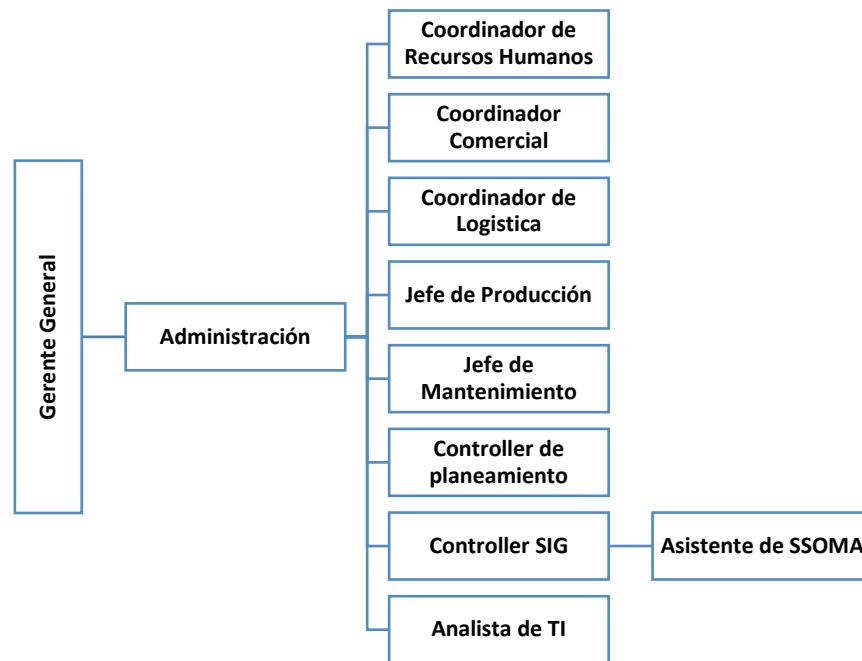 Coordinador de
Recursos Humanos
Coordinador
Comercial
Coordinador de
Logistica
Gerente General
Administración
Jefe de Producción
Jefe de
Mantenimiento
Controller de
planeamiento
Controller SIG
Asistente de SSOMA
Analista de TI